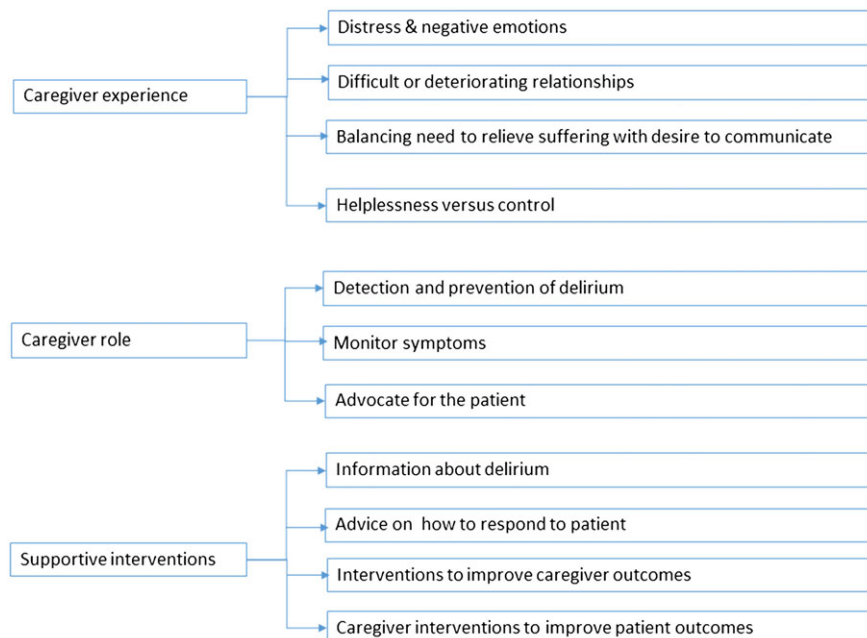 Caregiver experience
Distress & negative emotions
Difficult or deteriorating relationships
Balancing need to relieve suffering with desire to communicate
Helplessness versus control
Caregiver role
Detection and prevention of delirium
Monitor symptoms
Advocate for the patient
Supportive interventions
Information about delirium
Advice on how to respond to patient
Interventions to improve caregiver outcomes
Caregiver interventions to improve patient outcomes